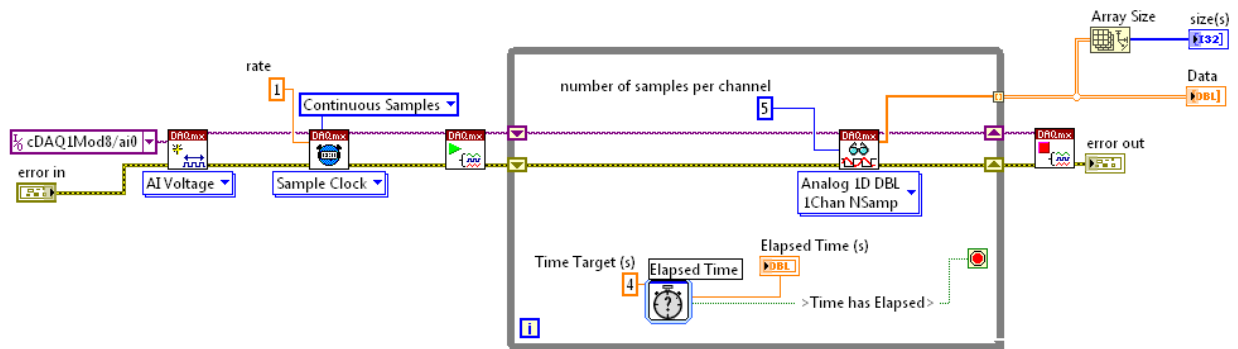 Array Size
size(s)
[I32]
Data
DBL]
rate
1
Continuous Samples
number of samples per channel
5
DAQmx
DAQmx
DAQmx
DAQmx
DAQmx
I/O cDAQ1Mod8/ai0
error in
AI Voltage
Sample Clock
Analog 1D DBL
1Chan NSamp
error out
Time Target (s)
4
Elapsed Time
?
Elapsed Time (s)
DBL
>Time has Elapsed>
i